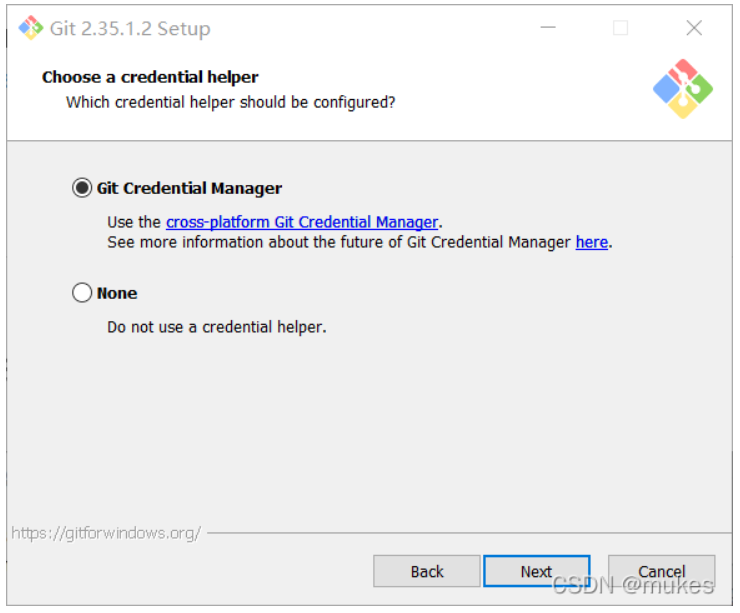 Git 2.35.1.2 Setup
Choose a credential helper
Which credential helper should be configured?
Git Credential Manager
Use the cross-platform Git Credential Manager.
See more information about the future of Git Credential Manager here.
None
Do not use a credential helper.
https://gitforwindows.org/
Back Next Cancel
CSDN @mukes